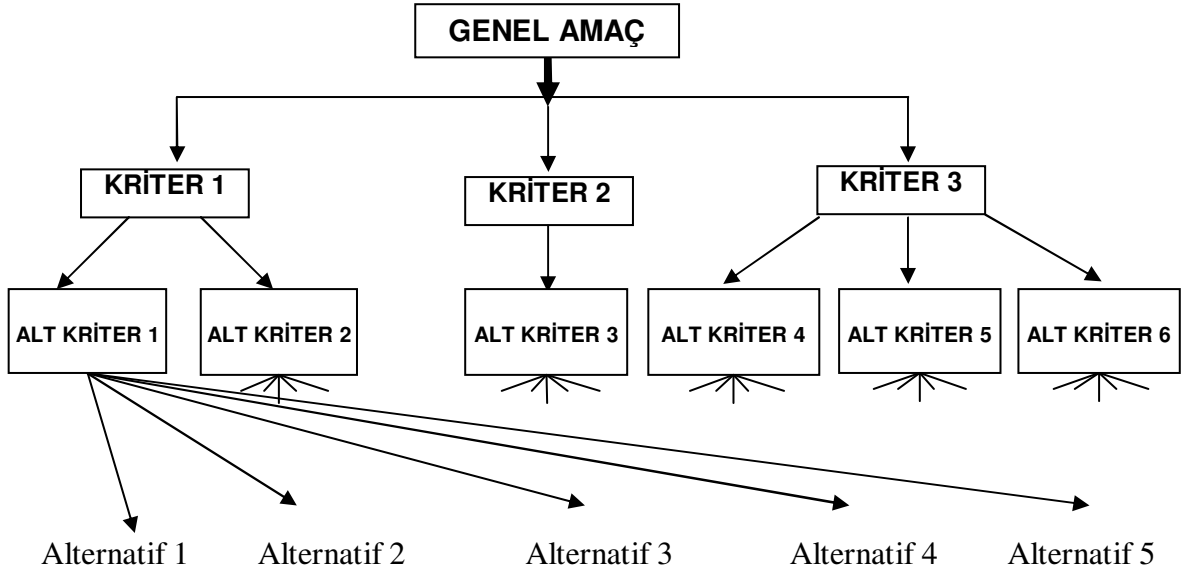 GENEL AMAÇ
KRİTER 1
KRİTER 2
KRİTER 3
ALT KRİTER 1
ALT KRİTER 2
ALT KRİTER 3
ALT KRİTER 4
ALT KRİTER 5
ALT KRİTER 6
Alternatif 1
Alternatif 2
Alternatif 3
Alternatif 4
Alternatif 5